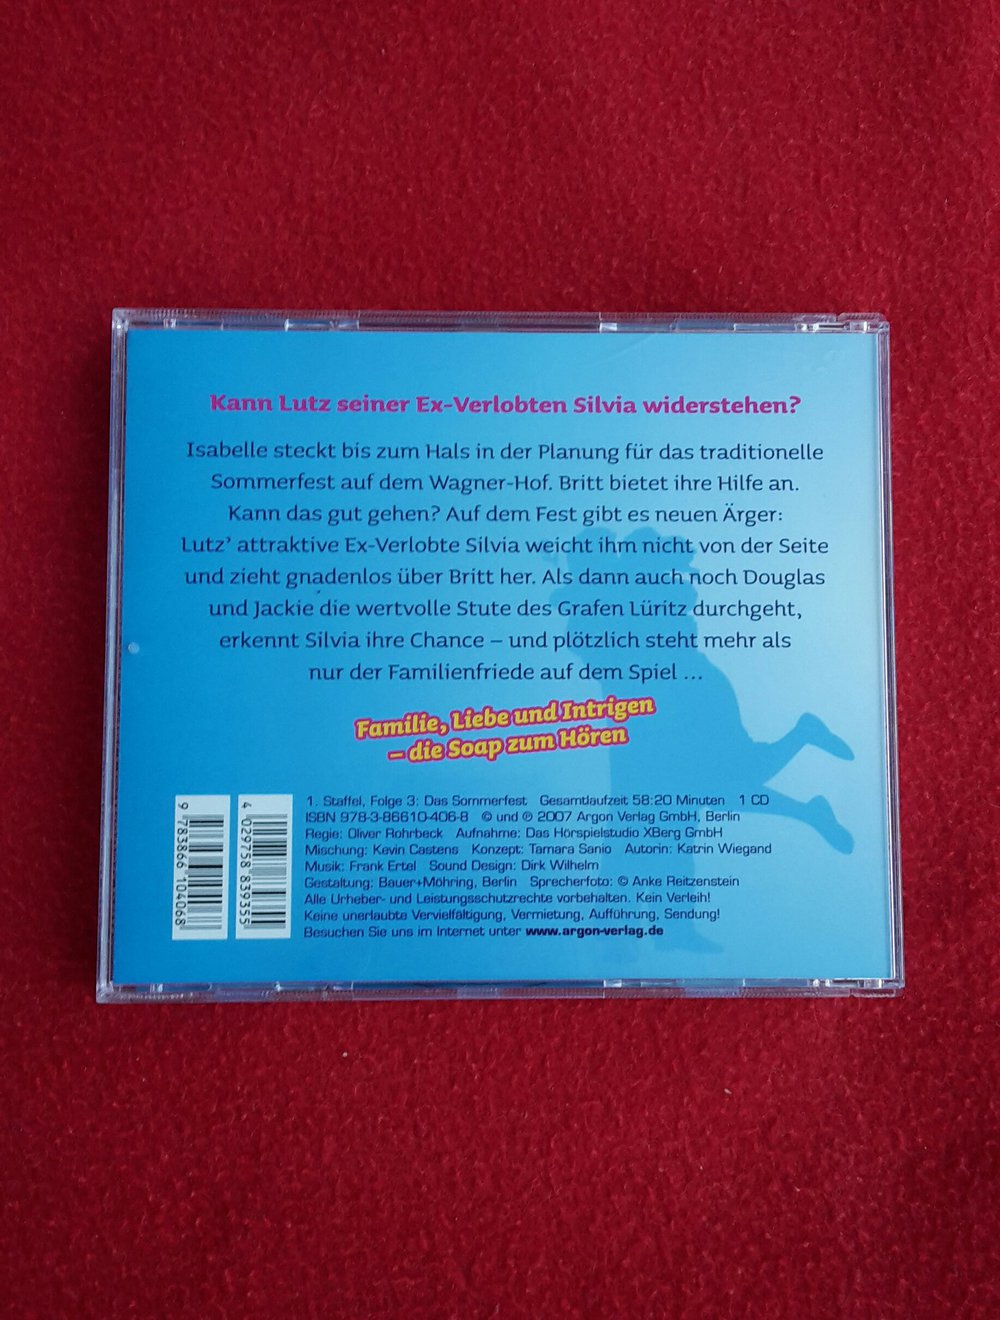 Kann Lutz seiner Ex-Verlobten Silvia widerstehen?
Isabelle steckt bis zum Hals in der Planung für das traditionelle
Sommerfest auf dem Wagner-Hof. Britt bietet ihre Hilfe an.
Kann das gut gehen? Auf dem Fest gibt es neuen Ärger:
Lutz’ attraktive Ex-Verlobte Silvia weicht ihm nicht von der Seite
und zieht gnadenlos über Britt her. Als dann auch noch Douglas
und Jackie die wertvolle Stute des Grafen Lüritz durchgeht,
erkennt Silvia ihre Chance – und plötzlich steht mehr als
nur der Familienfriede auf dem Spiel ...
Familie, Liebe und Intrigen
– die Soap zum Hören
9 783866 104068
4 029758 839355
1. Staffel, Folge 3: Das Sommerfest Gesamtlaufzeit 58:20 Minuten 1 CD
ISBN 978-3-86610-406-8 © und ℗ 2007 Argon Verlag GmbH, Berlin
Regie: Oliver Rohrbeck Aufnahme: Das Hörspielstudio XBerg GmbH
Mischung: Kevin Castens Konzept: Tamara Sanio Autorin: Katrin Wiegand
Musik: Frank Ertel Sound Design: Dirk Wilhelm
Gestaltung: Bauer+Möhring, Berlin Sprecherfoto: © Anke Reitzenstein
Alle Urheber- und Leistungsschutzrechte vorbehalten. Kein Verleih!
Keine unerlaubte Vervielfältigung, Vermietung, Aufführung, Sendung!
Besuchen Sie uns im Internet unter www.argon-verlag.de